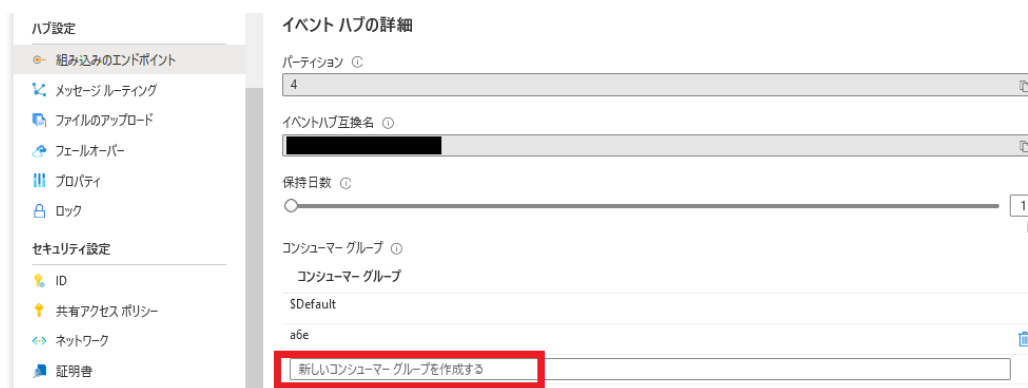 ハブ設定
組み込みのエンドポイント
メッセージ ルーティング
ファイルのアップロード
フェールオーバー
プロパティ
ロック
セキュリティ設定
ID
共有アクセス ポリシー
ネットワーク
証明書
イベント ハブの詳細
パーティション
4
イベントハブ互換名
保持日数
1
コンシューマー グループ
コンシューマー グループ
$Default
a6e
新しいコンシューマー グループを作成する